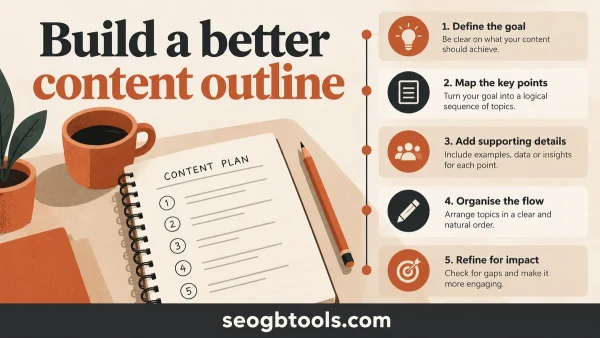 Build a better
content outline
CONTENT PLAN
1
2
3
4
5
1. Define the goal
Be clear on what your content
should achieve.
2. Map the key points
Turn your goal into a logical
sequence of topics.
3. Add supporting details
Include examples, data or insights
for each point.
4. Organise the flow
Arrange topics in a clear and
natural order.
5. Refine for impact
Check for gaps and make it
more engaging.
seogbtools.com